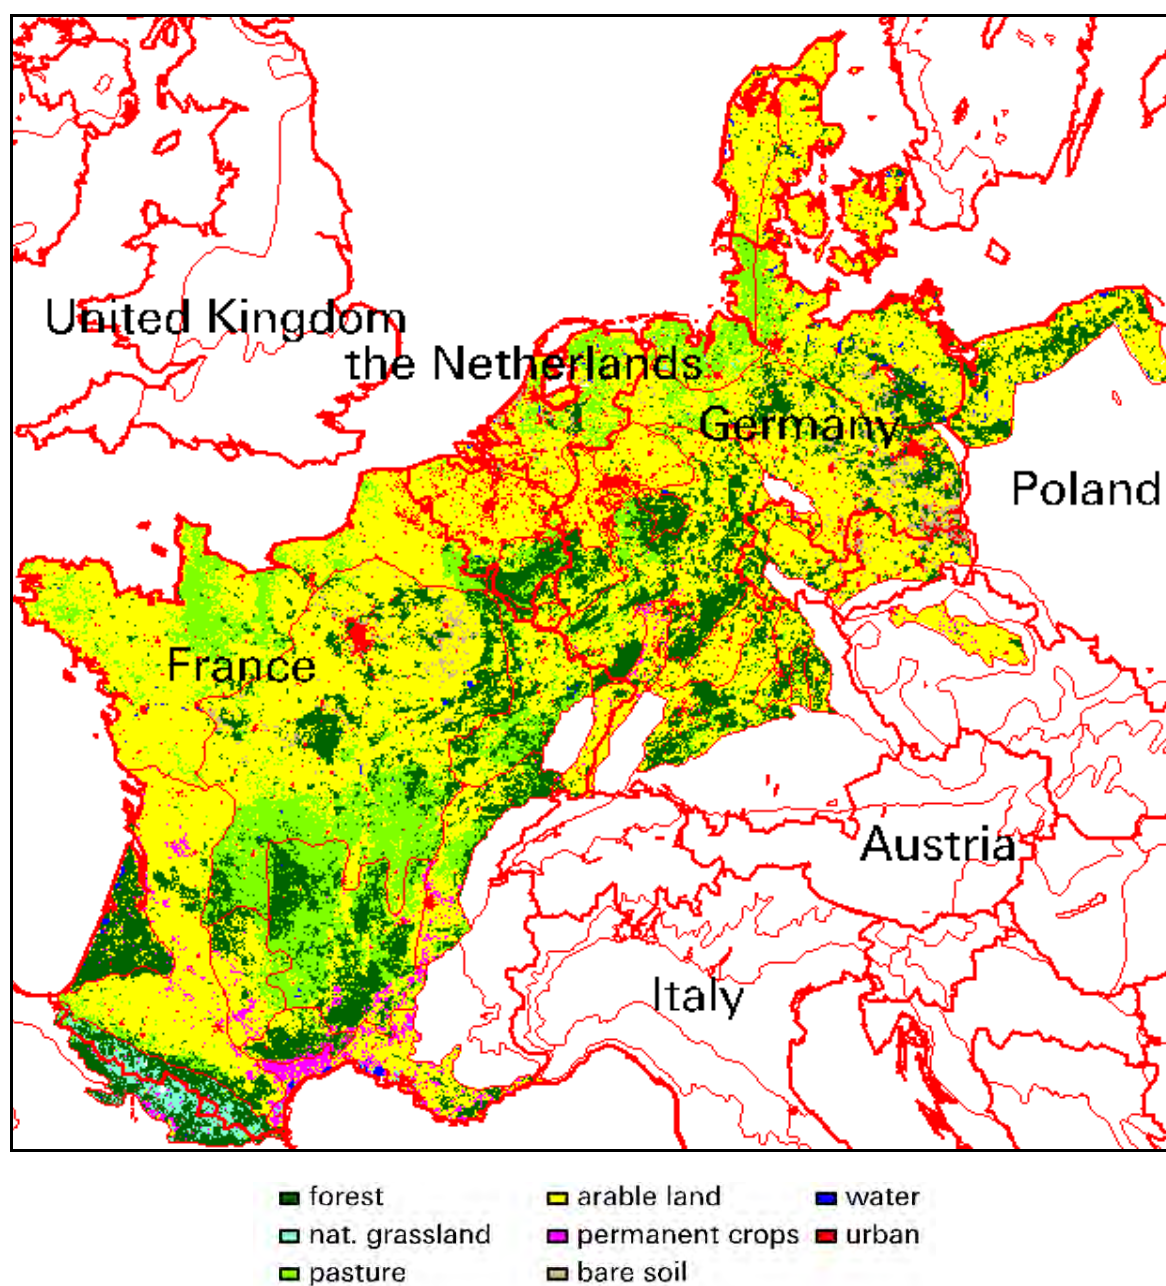 United Kingdom
the Netherlands
Germany
Poland
France
Austria
Italy
forest
arable land
water
nat. grassland
permanent crops
urban
pasture
bare soil